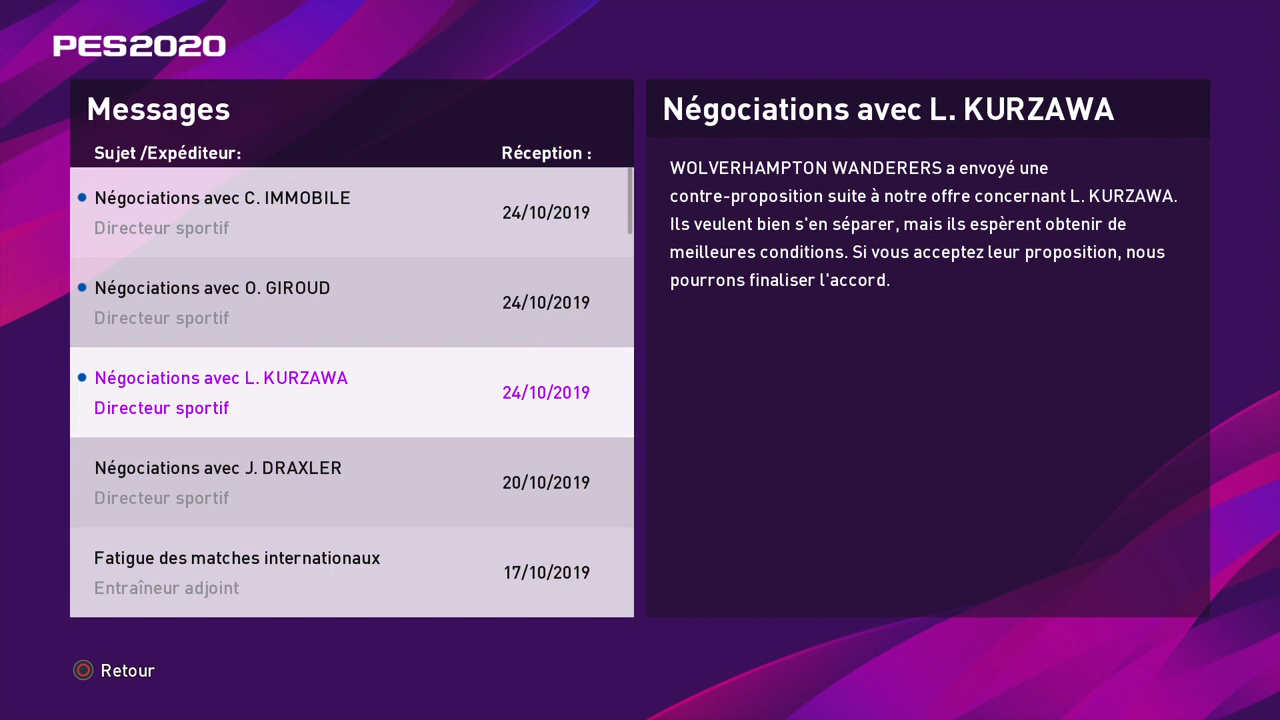 PES2020
Messages
Sujet /Expéditeur:
Réception :
Négociations avec C. IMMOBILE
Directeur sportif
24/10/2019
Négociations avec O. GIROUD
Directeur sportif
24/10/2019
Négociations avec L. KURZAWA
Directeur sportif
24/10/2019
Négociations avec J. DRAXLER
Directeur sportif
20/10/2019
Fatigue des matches internationaux
Entraîneur adjoint
17/10/2019
Négociations avec L. KURZAWA
WOLVERHAMPTON WANDERERS a envoyé une
contre-proposition suite à notre offre concernant L. KURZAWA.
Ils veulent bien s'en séparer, mais ils espèrent obtenir de
meilleures conditions. Si vous acceptez leur proposition, nous
pourrons finaliser l'accord.
Retour